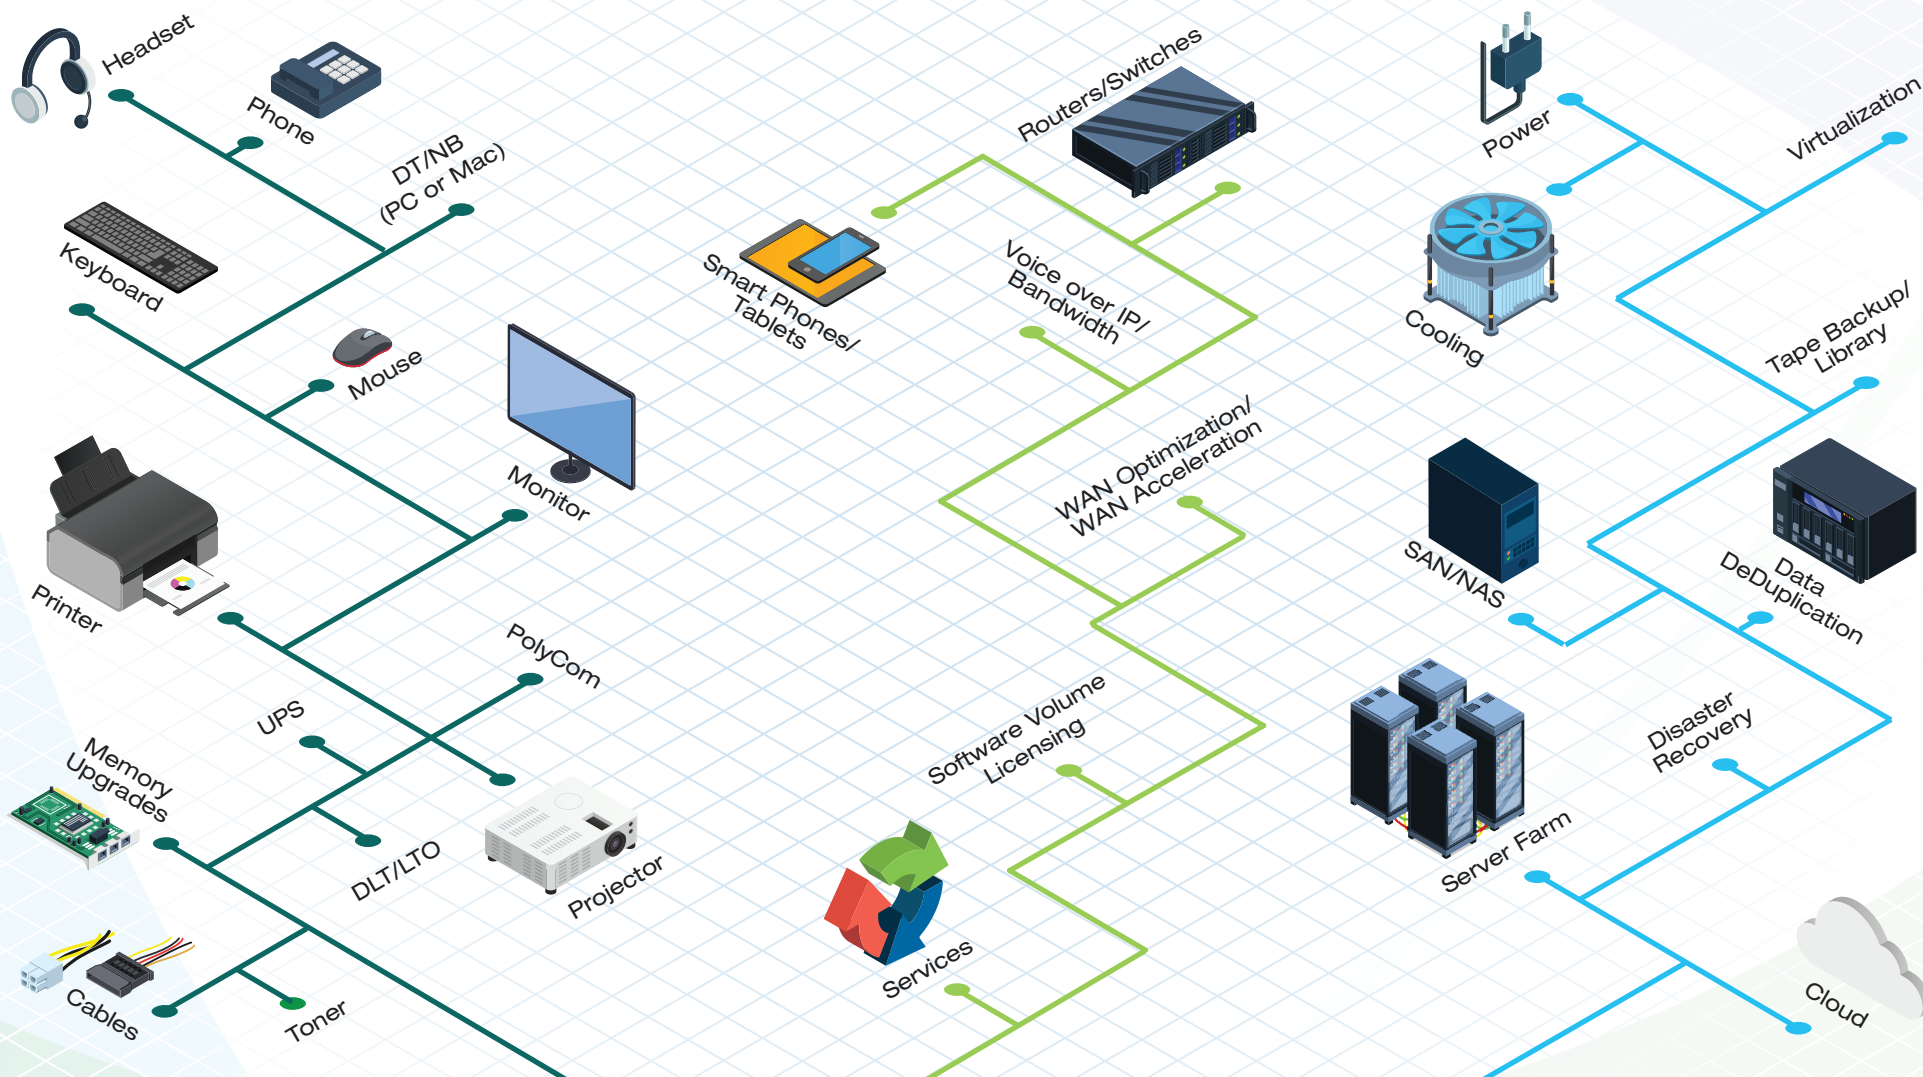 Headset
Phone
DT/NB
(PC or Mac)
Keyboard
Mouse
Monitor
Printer
PolyCom
UPS
Memory
Upgrades
DLT/LTO
Projector
Cables
Toner
Routers/Switches
Smart Phones/
Tablets
Voice over IP/
Bandwidth
WAN Optimization/
WAN Acceleration
Software Volume
Licensing
Services
Power
Virtualization
Cooling
Tape Backup/
Library
SAN/NAS
Data
DeDuplication
Disaster
Recovery
Server Farm
Cloud